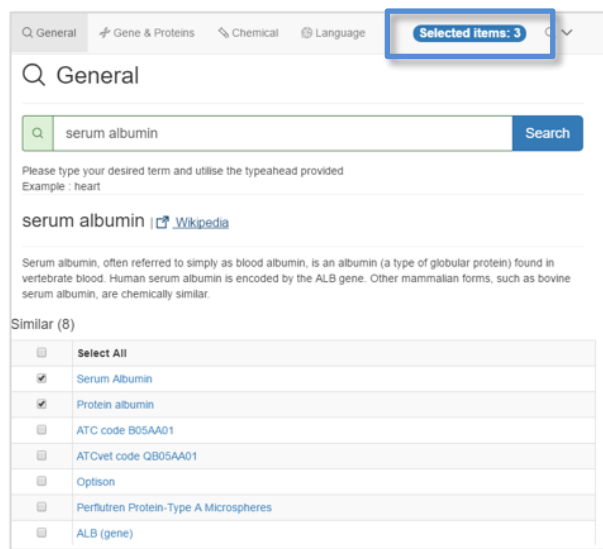 General Gene & Proteins Chemical Language Selected items: 3
General
serum albumin Search
Please type your desired term and utilise the typeahead provided
Example : heart
serum albumin | Wikipedia
Serum albumin, often referred to simply as blood albumin, is an albumin (a type of globular protein) found in
vertebrate blood. Human serum albumin is encoded by the ALB gene. Other mammalian forms, such as bovine
serum albumin, are chemically similar.
Similar (8)
Select All
Serum Albumin
Protein albumin
ATC code B05AA01
ATCvet code QB05AA01
Optison
Perflutren Protein-Type A Microspheres
ALB (gene)